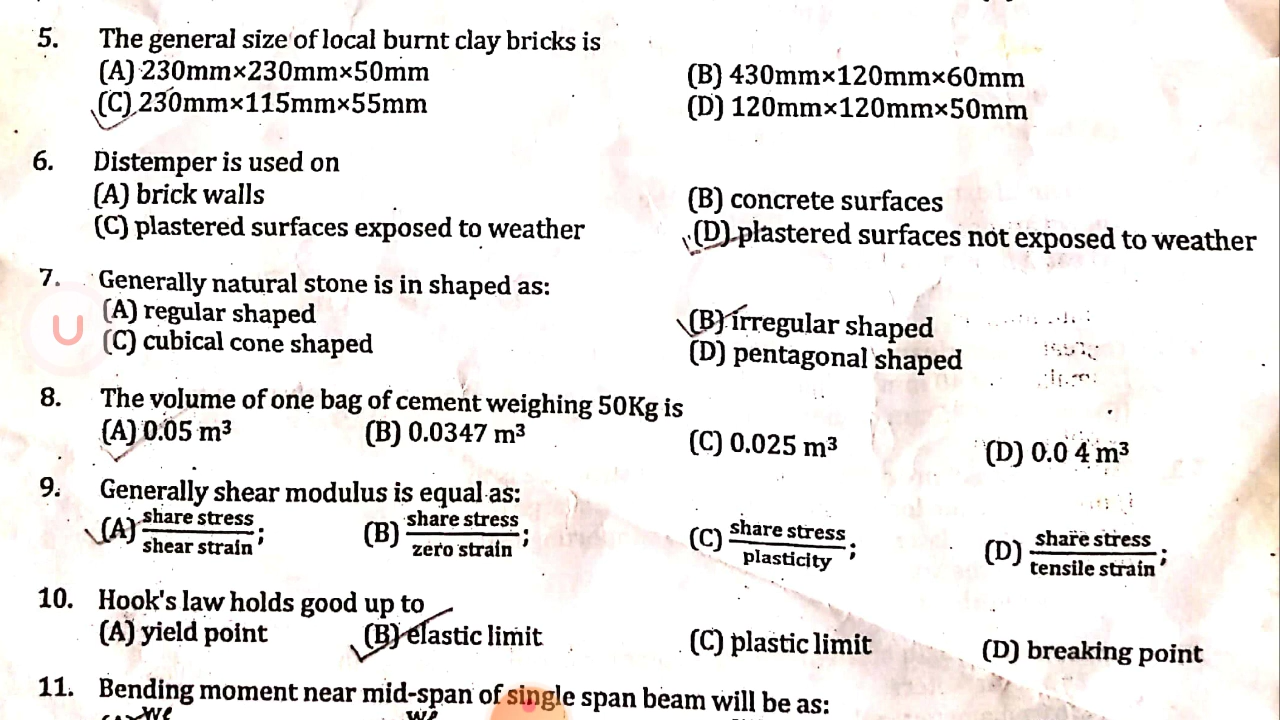 5. The general size of local burnt clay bricks is
(A) 230mm×230mm×50mm (B) 430mm×120mm×60mm
(C) 230mm×115mm×55mm (D) 120mm×120mm×50mm
6. Distemper is used on
(A) brick walls (B) concrete surfaces
(C) plastered surfaces exposed to weather (D) plastered surfaces not exposed to weather
7. Generally natural stone is in shaped as:
(A) regular shaped (B) irregular shaped
(C) cubical cone shaped (D) pentagonal shaped
8. The volume of one bag of cement weighing 50Kg is
(A) 0.05 m³ (B) 0.0347 m³ (C) 0.025 m³ (D) 0.0 4 m³
9. Generally shear modulus is equal as:
(A) share stress/shear strain; (B) share stress/zero strain; (C) share stress/plasticity; (D) share stress/tensile strain;
10. Hook's law holds good up to
(A) yield point (B) elastic limit (C) plastic limit (D) breaking point
11. Bending moment near mid-span of single span beam will be as: